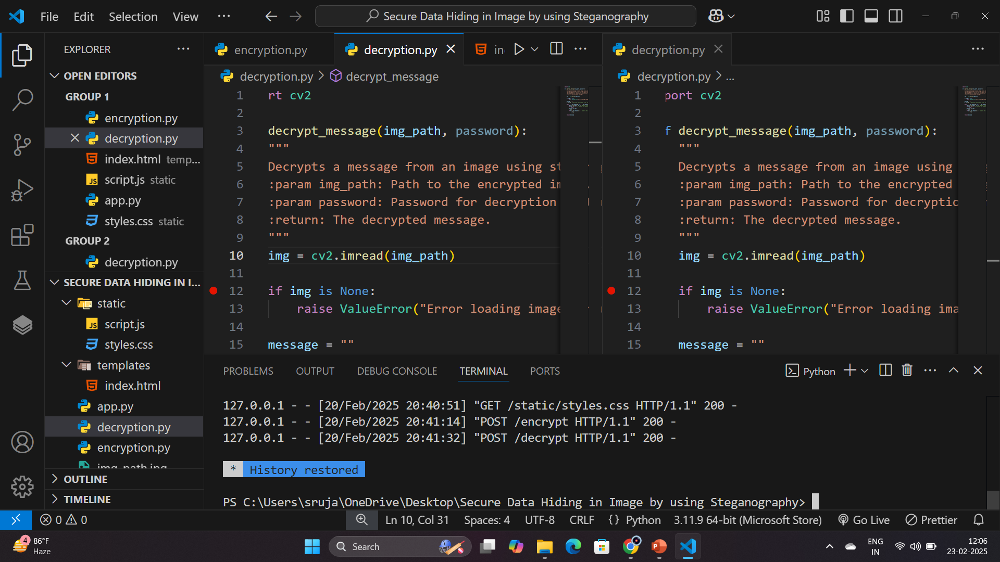 File Edit Selection View ...
Secure Data Hiding in Image by using Steganography
EXPLORER
OPEN EDITORS
GROUP 1
encryption.py
decryption.py
index.html temp...
script.js static
app.py
styles.css static
GROUP 2
decryption.py
SECURE DATA HIDING IN I...
static
script.js
styles.css
templates
index.html
app.py
decryption.py
encryption.py
OUTLINE
TIMELINE
encryption.py decryption.py in
decryption.py > decrypt_message
1 rt cv2
2
3 decrypt_message(img_path, password):
4 """
5 Decrypts a message from an image using st
6 :param img_path: Path to the encrypted im
7 :param password: Password for decryption
8 :return: The decrypted message.
9 """
10 img = cv2.imread(img_path)
11
12 if img is None:
13 raise ValueError("Error loading image
14
15 message = ""
decryption.py
decryption.py > ...
1 port cv2
2
3 f decrypt_message(img_path, password):
4 """
5 Decrypts a message from an image using
6 :param img_path: Path to the encrypted
7 :param password: Password for decryptio
8 :return: The decrypted message.
9 """
10 img = cv2.imread(img_path)
11
12 if img is None:
13 raise ValueError("Error loading ima
14
15 message = ""
PROBLEMS OUTPUT DEBUG CONSOLE TERMINAL PORTS
Python
127.0.0.1 - - [20/Feb/2025 20:40:51] "GET /static/styles.css HTTP/1.1" 200 -
127.0.0.1 - - [20/Feb/2025 20:41:14] "POST /encrypt HTTP/1.1" 200 -
127.0.0.1 - - [20/Feb/2025 20:41:32] "POST /decrypt HTTP/1.1" 200 -
* History restored
PS C:\Users\sruja\OneDrive\Desktop\Secure Data Hiding in Image by using Steganography>
0 0
Ln 10, Col 31 Spaces: 4 UTF-8 CRLF {} Python 3.11.9 64-bit (Microsoft Store) Go Live Prettier
4
86°F
Haze
Search
ENG
IN
12:06
23-02-2025